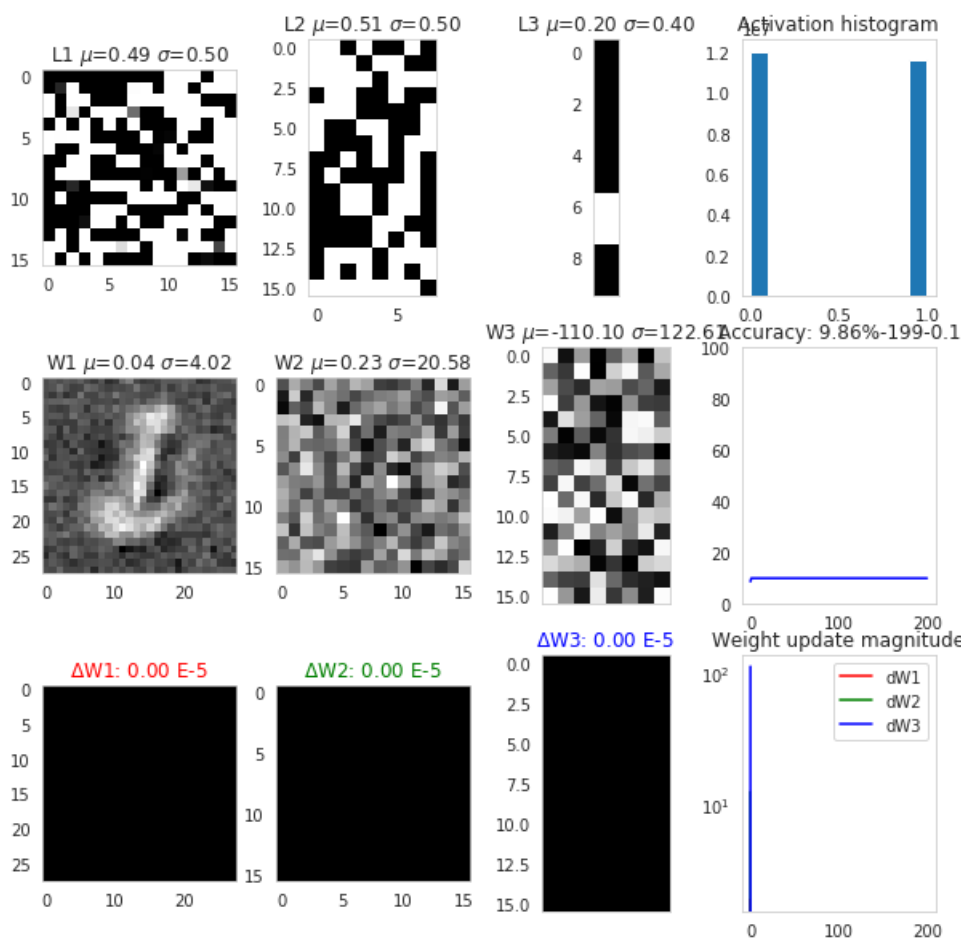 L1 μ=0.49 σ=0.50
0
5
10
15
0 5 10 15
L2 μ=0.51 σ=0.50
0.0
2.5
5.0
7.5
10.0
12.5
15.0
0 5
L3 μ=0.20 σ=0.40
0
2
4
6
8
Activation histogram
1e7
1.2
1.0
0.8
0.6
0.4
0.2
0.0
0.0 0.5 1.0
W1 μ=0.04 σ=4.02
0
5
10
15
20
25
0 10 20
W2 μ=0.23 σ=20.58
0
5
10
15
0 5 10 15
W3 μ=-110.10 σ=122.61
0.0
2.5
5.0
7.5
10.0
12.5
15.0
Accuracy: 9.86%-199-0.1
100
80
60
40
20
0
0 100 200
ΔW1: 0.00 E-5
0
5
10
15
20
25
0 10 20
ΔW2: 0.00 E-5
0
5
10
15
0 5 10 15
ΔW3: 0.00 E-5
0.0
2.5
5.0
7.5
10.0
12.5
15.0
Weight update magnitude
10²
10¹
dW1
dW2
dW3
0 100 200